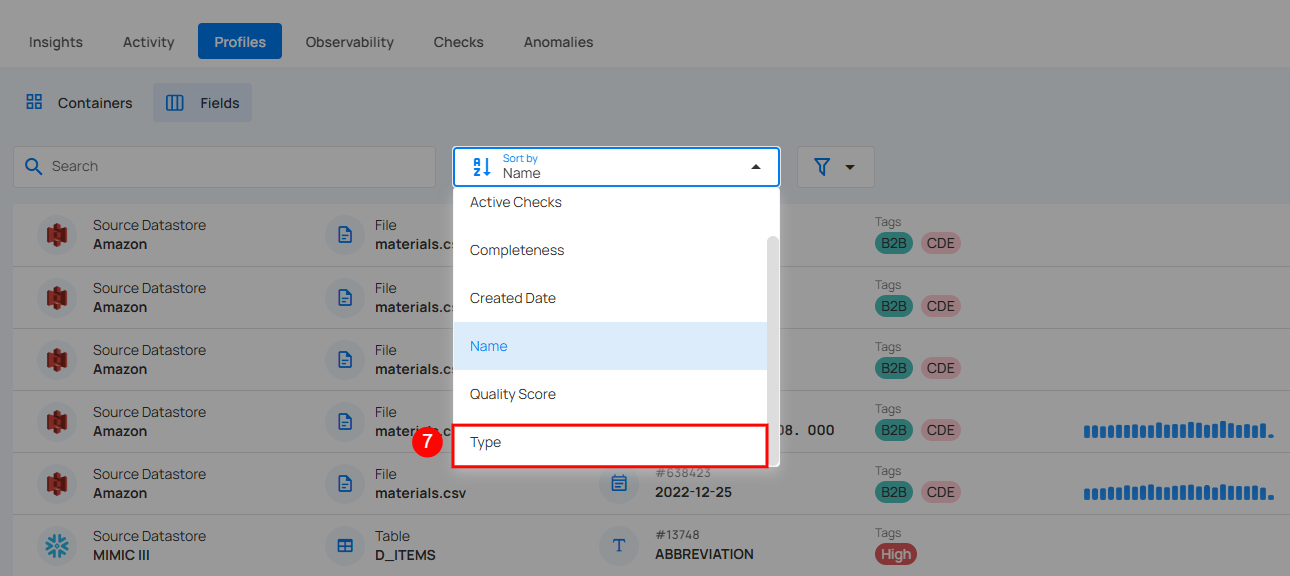 Insights Activity Profiles Observability Checks Anomalies
Containers Fields
Search
Sort by
Name
Active Checks
Completeness
Created Date
Name
Quality Score
Type
7
Source Datastore File Tags
Amazon materials.cs B2B CDE
Source Datastore File Tags
Amazon materials.cs B2B CDE
Source Datastore File Tags
Amazon materials.cs B2B CDE
Source Datastore File Tags
Amazon materials.c 08. 000 B2B CDE
Source Datastore File #638423 Tags
Amazon materials.csv 2022-12-25 B2B CDE
Source Datastore Table #13748 Tags
MIMIC III D_ITEMS T ABBREVIATION High